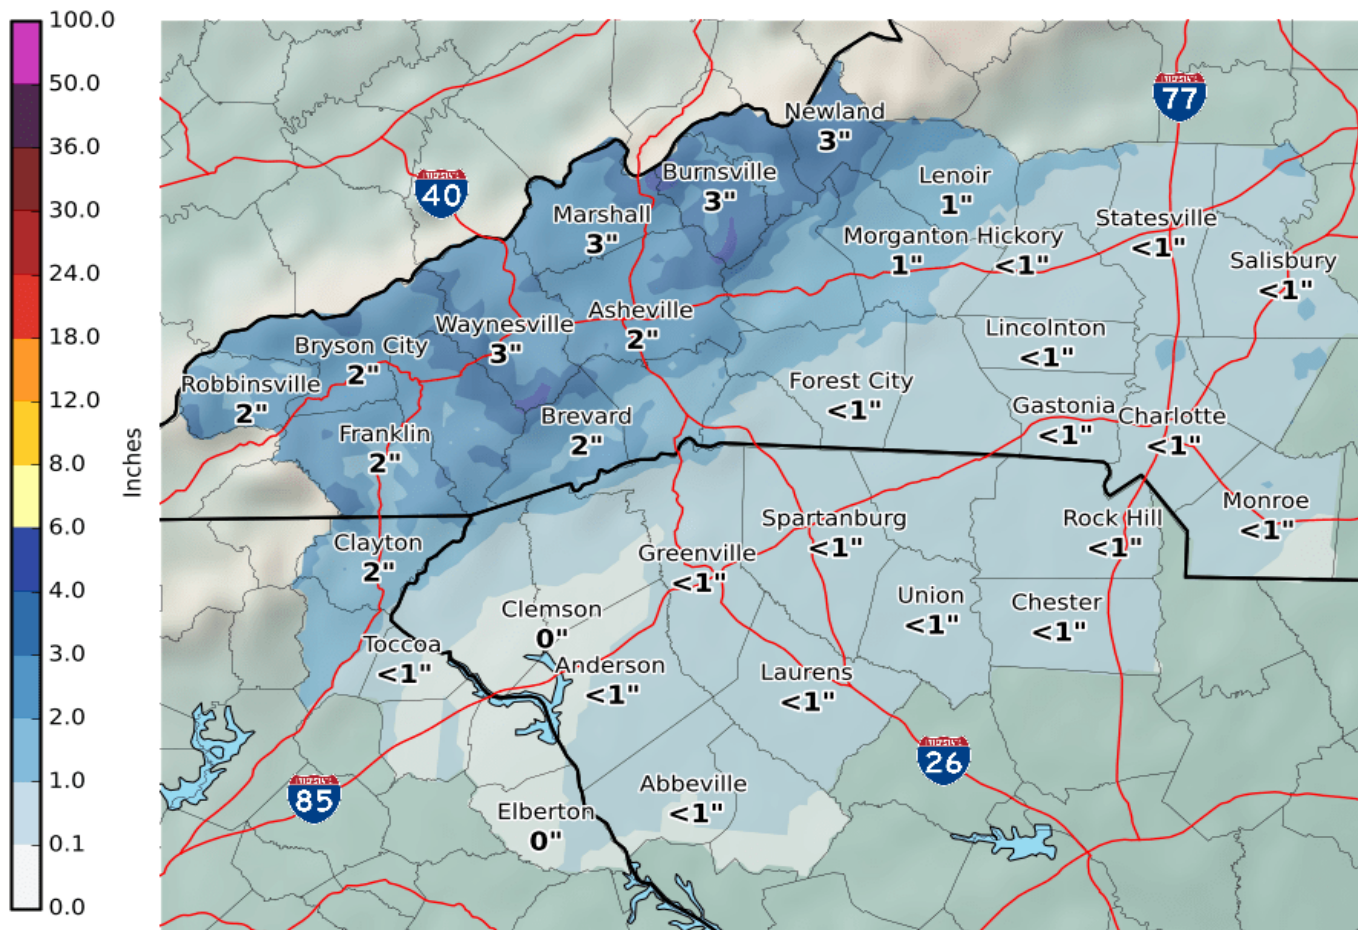 100.0
50.0
36.0
30.0
24.0
18.0
12.0
8.0
6.0
4.0
3.0
2.0
1.0
0.1
0.0
Inches
77
40
85
26
Newland
3"
Burnsville
3"
Lenoir
1"
Marshall
3"
Statesville
<1"
Morganton
1"
Hickory
<1"
Salisbury
<1"
Asheville
2"
Waynesville
3"
Lincolnton
<1"
Bryson City
2"
Robbinsville
2"
Forest City
<1"
Gastonia
<1"
Charlotte
<1"
Brevard
2"
Franklin
2"
Monroe
<1"
Spartanburg
<1"
Rock Hill
<1"
Clayton
2"
Greenville
<1"
Union
<1"
Chester
<1"
Clemson
0"
Toccoa
<1"
Anderson
<1"
Laurens
<1"
Abbeville
<1"
Elberton
0"